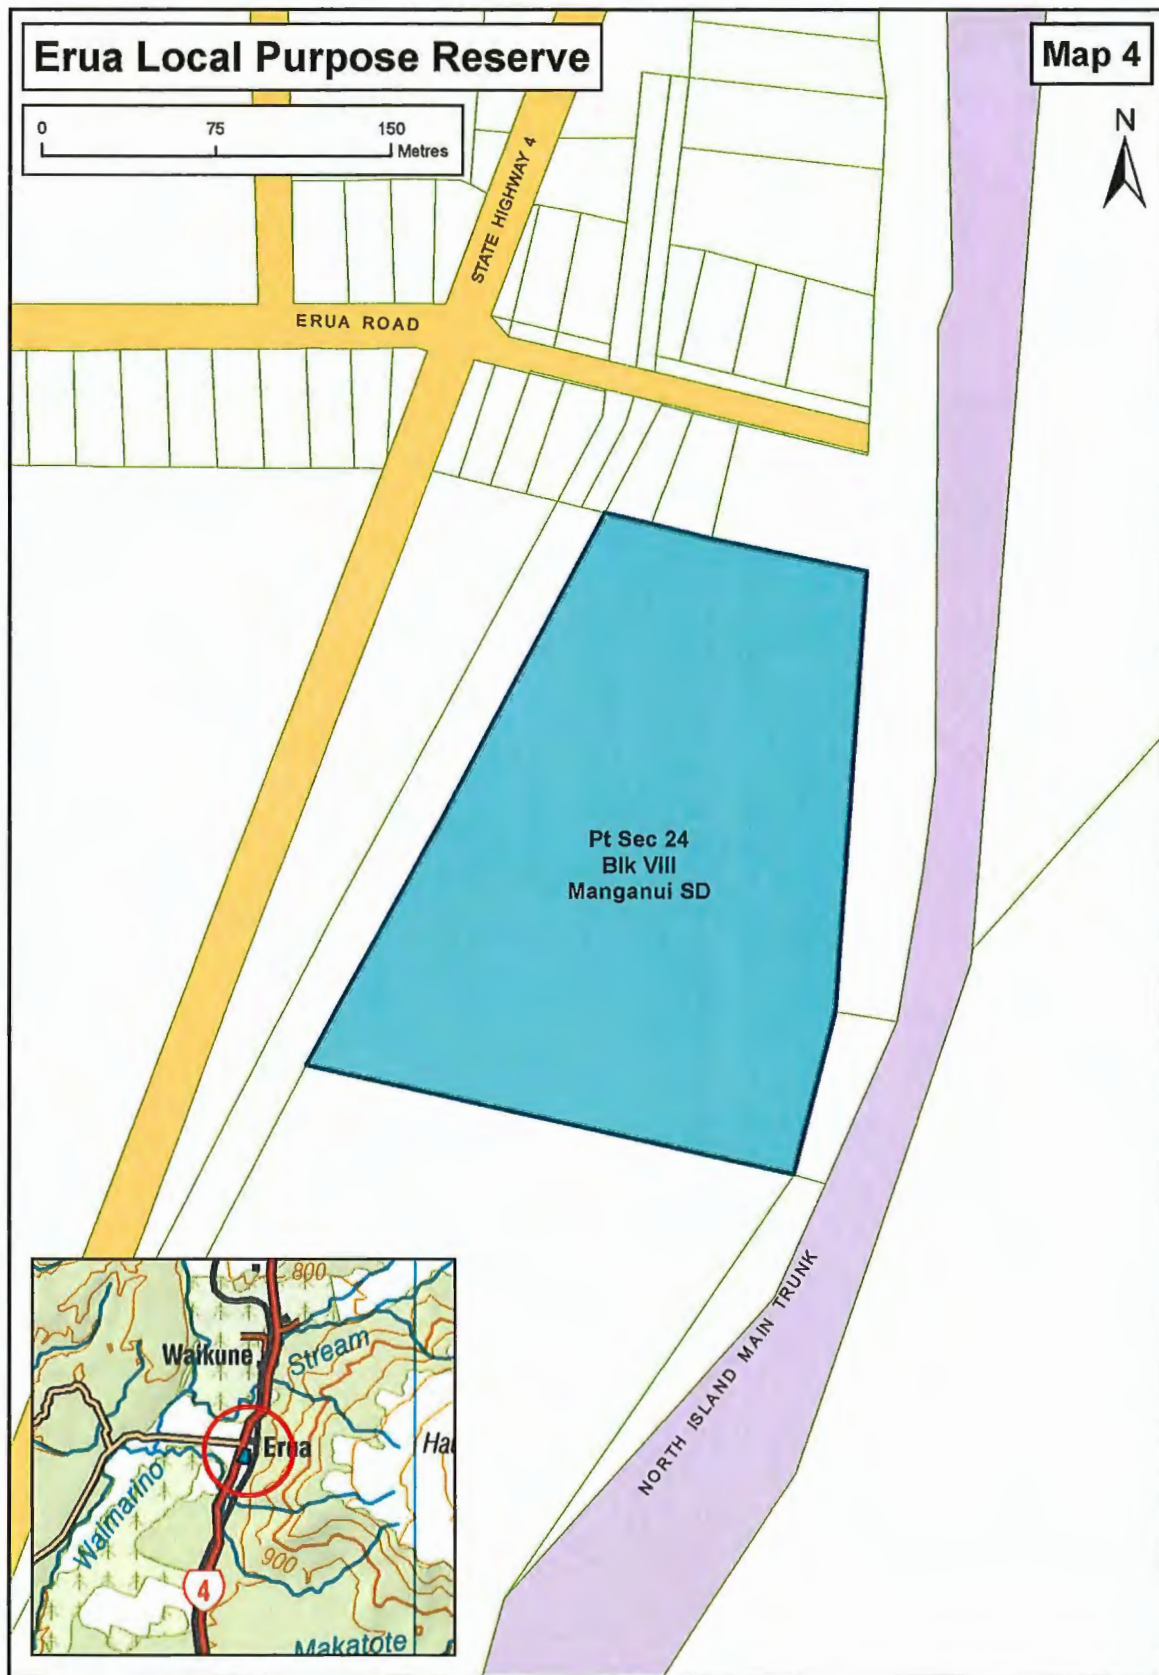 Erua Local Purpose Reserve
Map 4
0 75 150
Metres
N
STATE HIGHWAY 4
ERUA ROAD
Pt Sec 24
Blk VIII
Manganui SD
NORTH ISLAND MAIN TRUNK
800
Waikune
Stream
Erua
Hau
Waimarino
900
4
Makatote